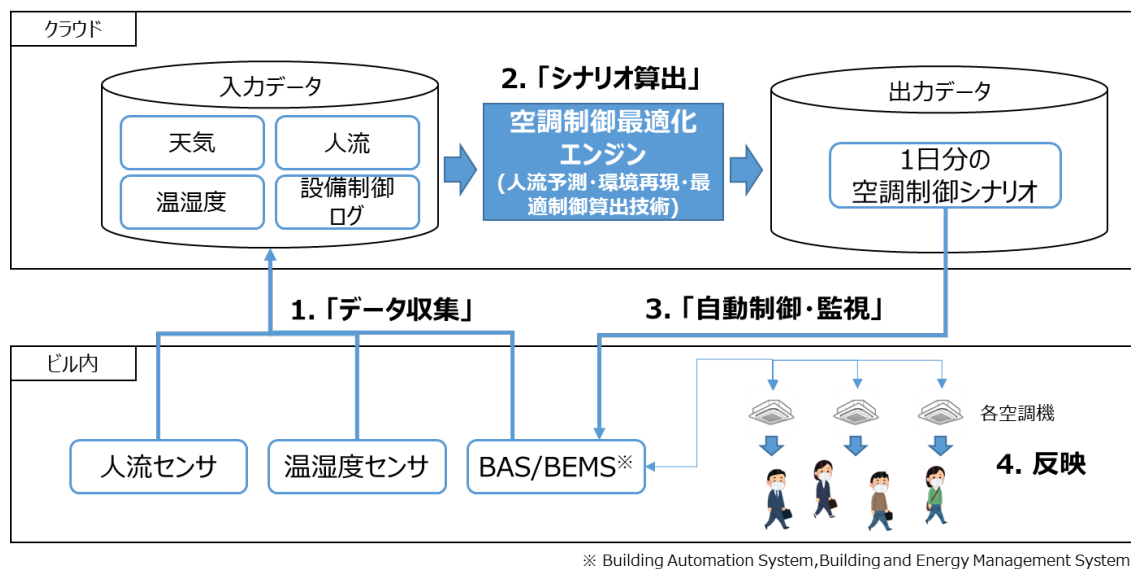 クラウド
入力データ
天気
人流
温湿度
設備制御
ログ
2. 「シナリオ算出」
空調制御最適化
エンジン
(人流予測・環境再現・最
適制御算出技術)
出力データ
1日分の
空調制御シナリオ
1. 「データ収集」
3. 「自動制御・監視」
ビル内
人流センサ
温湿度センサ
BAS/BEMS※
各空調機
4. 反映
※ Building Automation System,Building and Energy Management System